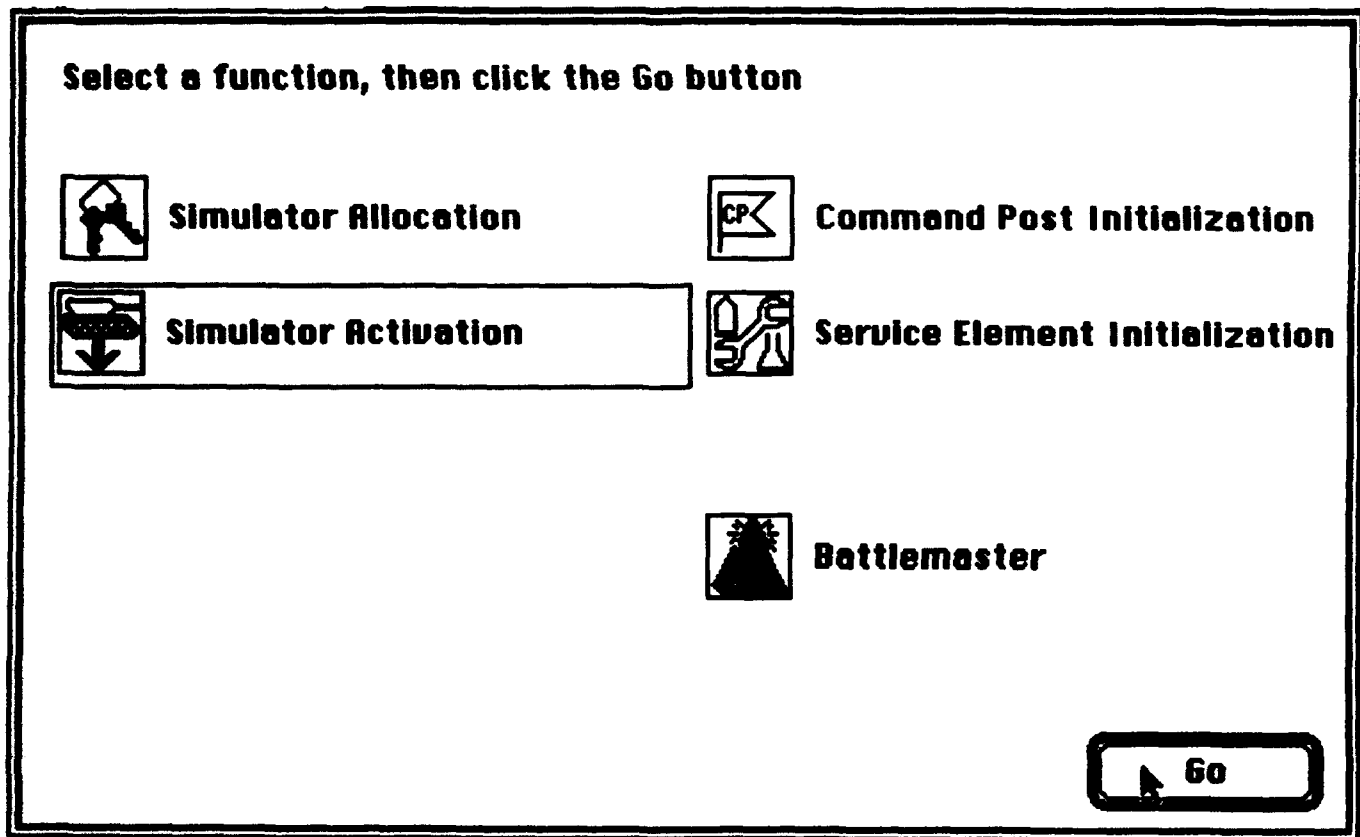 Select a function, then click the Go button
Simulator Allocation
CP
Command Post Initialization
Simulator Activation
Service Element Initialization
Battlemaster
Go